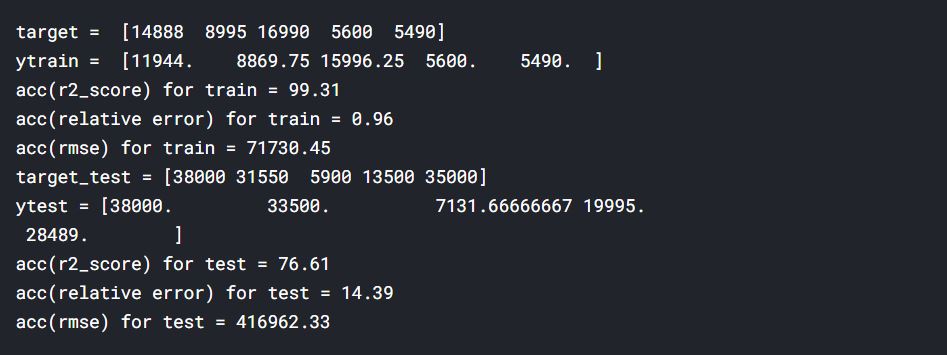 target =  [14888  8995 16990  5600  5490]
ytrain =  [11944.    8869.75 15996.25  5600.    5490.  ]
acc(r2_score) for train = 99.31
acc(relative error) for train = 0.96
acc(rmse) for train = 71730.45
target_test = [38000 31550  5900 13500 35000]
ytest = [38000.         33500.          7131.66666667 19995.
 28489.        ]
acc(r2_score) for test = 76.61
acc(relative error) for test = 14.39
acc(rmse) for test = 416962.33